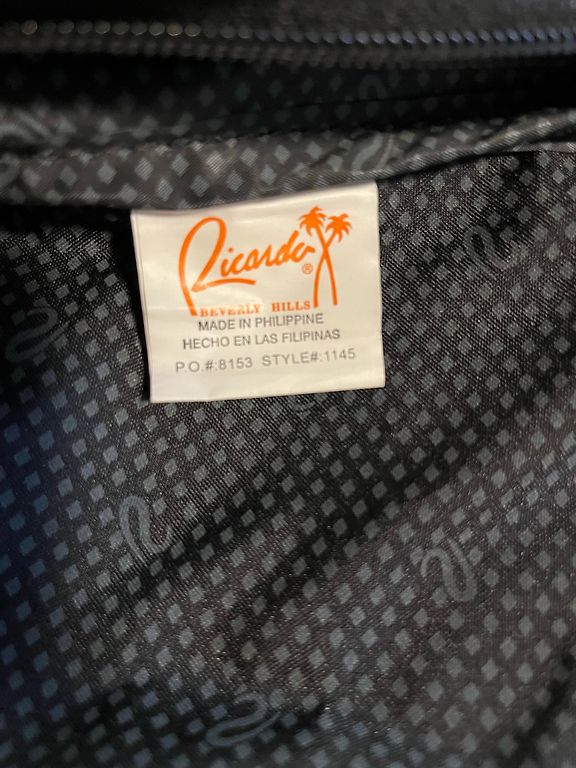 Ricardo®
BEVERLY HILLS
MADE IN PHILIPPINE
HECHO EN LAS FILIPINAS
P.O.#:8153 STYLE#:1145